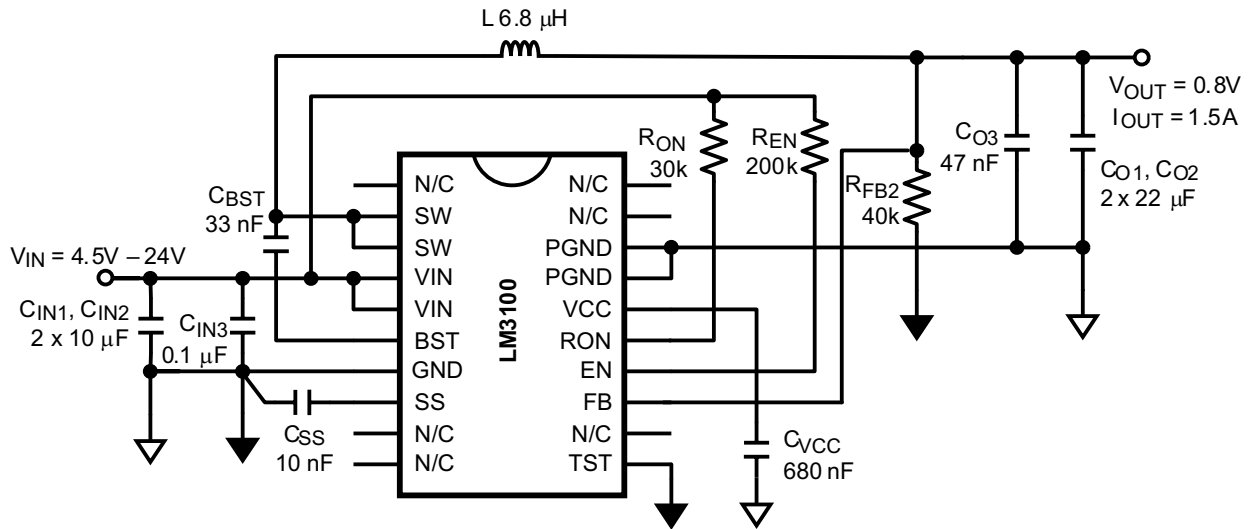 L 6.8 μH
VOUT = 0.8V
IOUT = 1.5A
RON
30k
REN
200k
CO3
47 nF
CO1, CO2
2 x 22 μF
RFB2
40k
CBST
33 nF
VIN = 4.5V – 24V
CIN1, CIN2
2 x 10 μF
CIN3
0.1 μF
CSS
10 nF
LM3100
N/C
SW
SW
VIN
VIN
BST
GND
SS
N/C
N/C
N/C
N/C
PGND
PGND
VCC
RON
EN
FB
N/C
TST
CVCC
680 nF